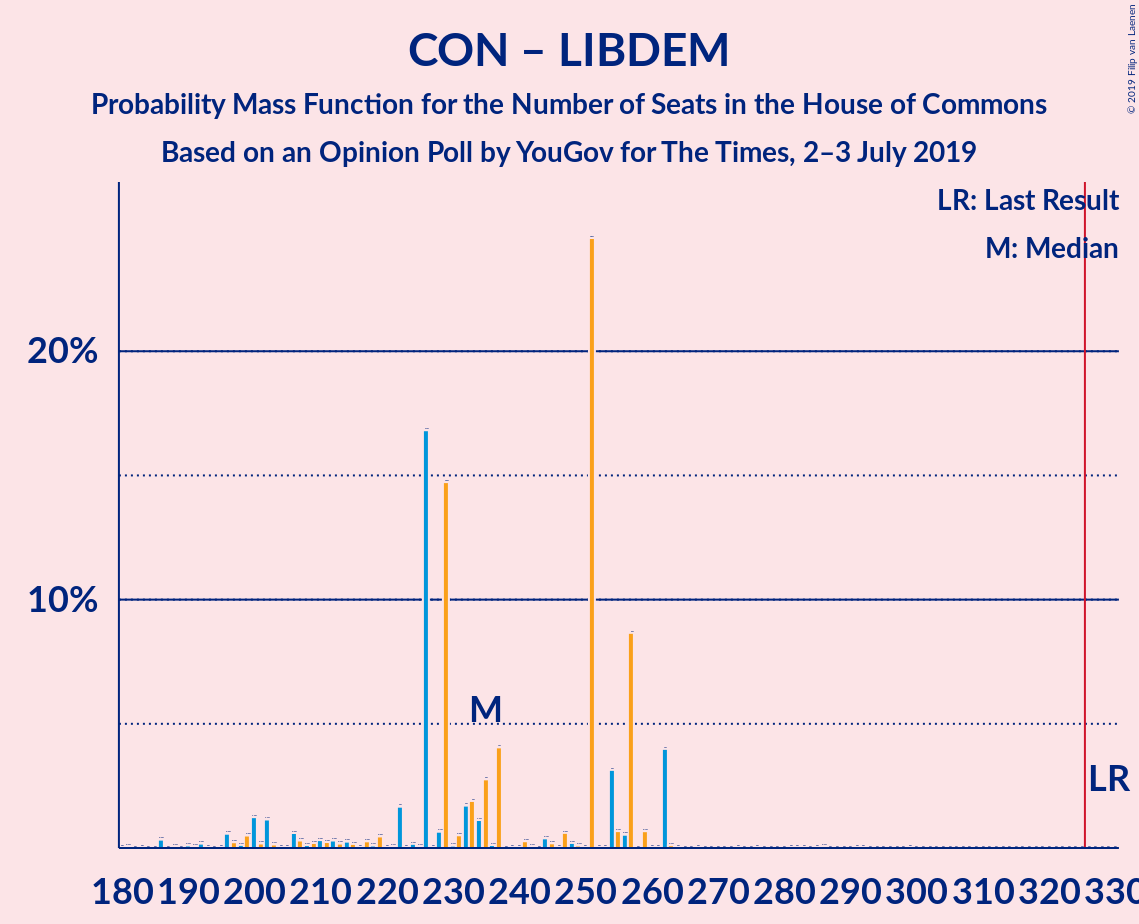 © 2019 Filip van Laenen
CON – LIBDEM
Probability Mass Function for the Number of Seats in the House of Commons
Based on an Opinion Poll by YouGov for The Times, 2–3 July 2019
LR: Last Result
M: Median
20%
10%
M
LR
180 190 200 210 220 230 240 250 260 270 280 290 300 310 320 330